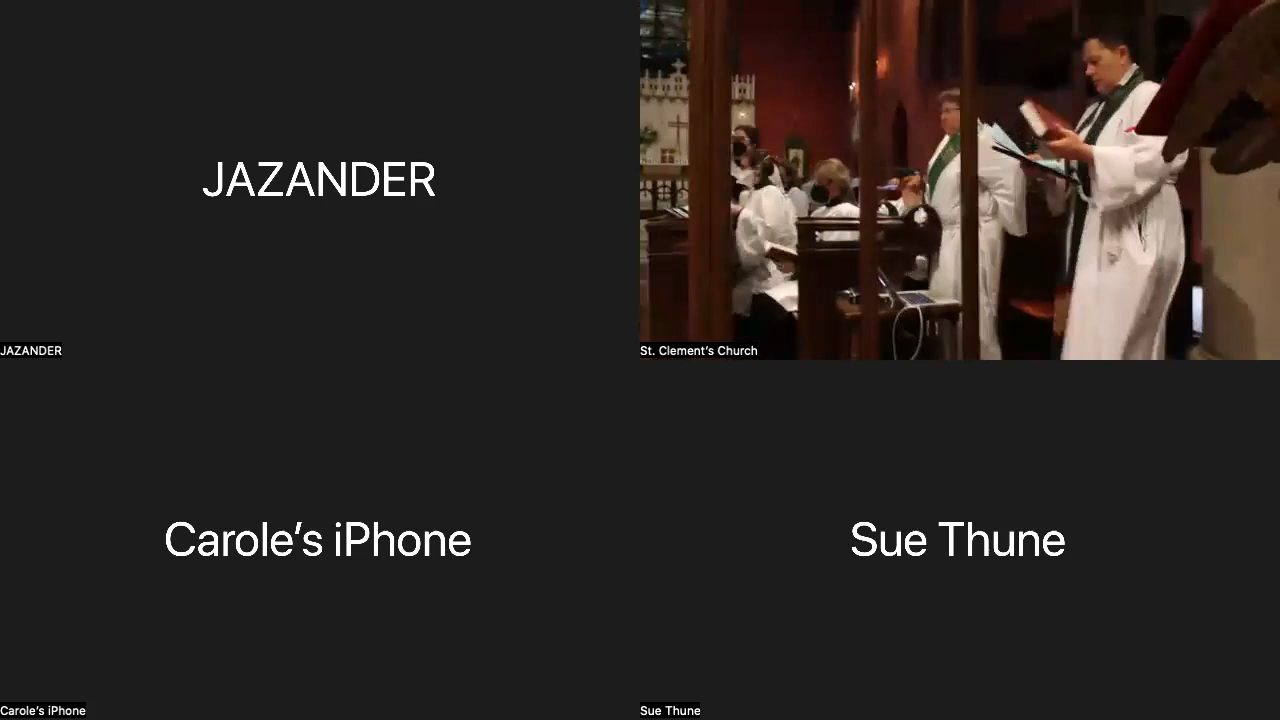 JAZANDER
JAZANDER
St. Clement's Church
Carole's iPhone
Sue Thune
Carole's iPhone
Sue Thune